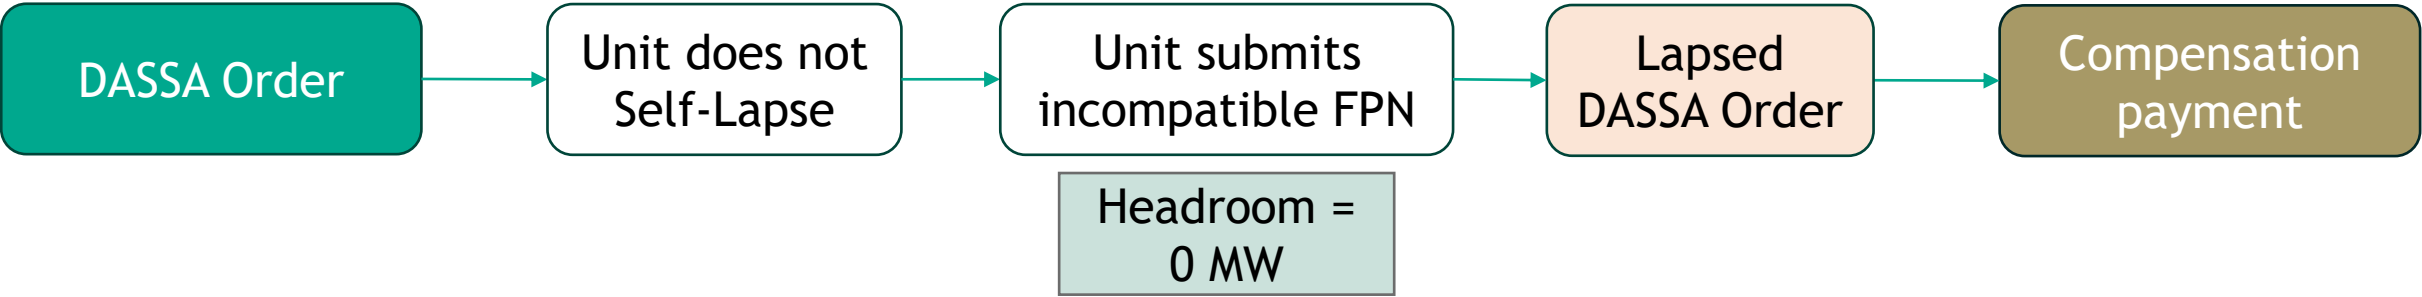 DASSA Order
Unit does not
Self-Lapse
Unit submits
incompatible FPN
Lapsed
DASSA Order
Compensation
payment
Headroom =
0 MW